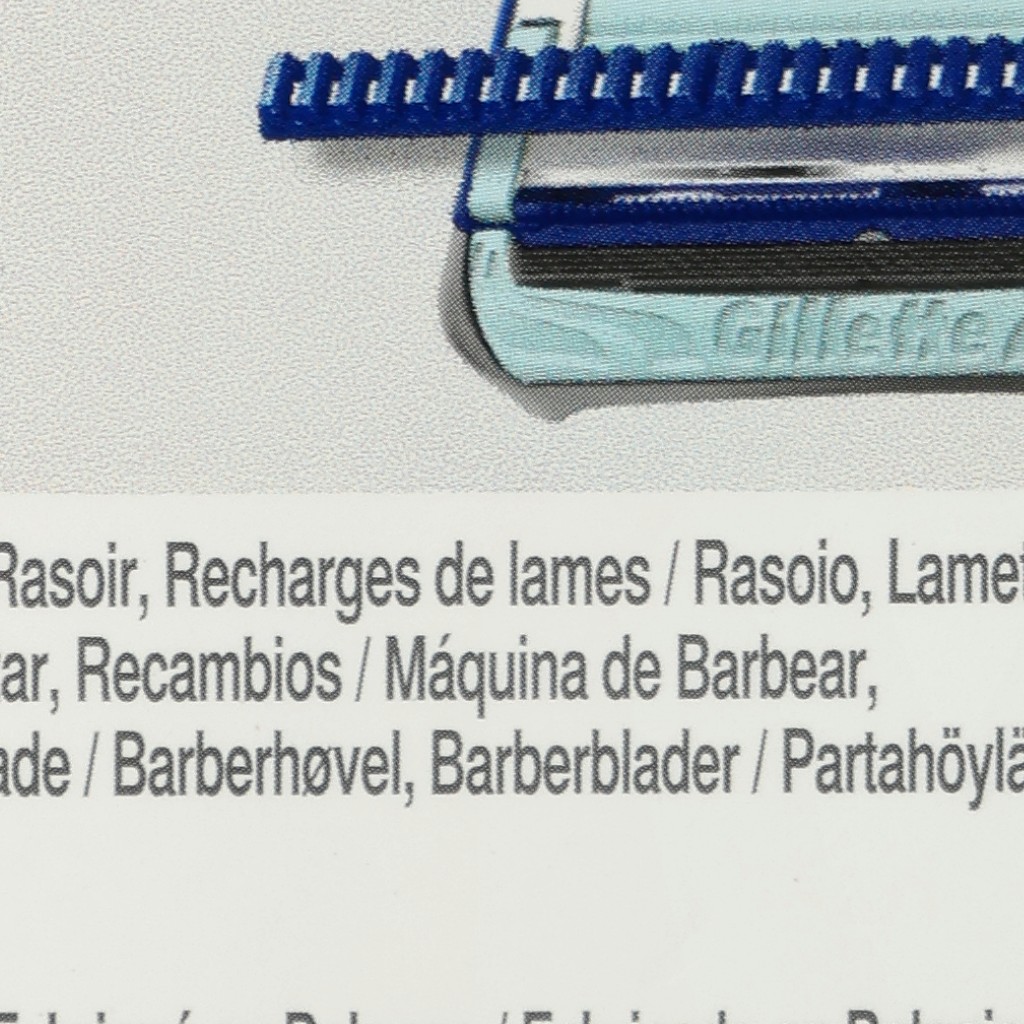 Gillette
Rasoir, Recharges de lames / Rasoio, Lamet
ar, Recambios / Máquina de Barbear,
ade / Barberhøvel, Barberblader / Partahöylä